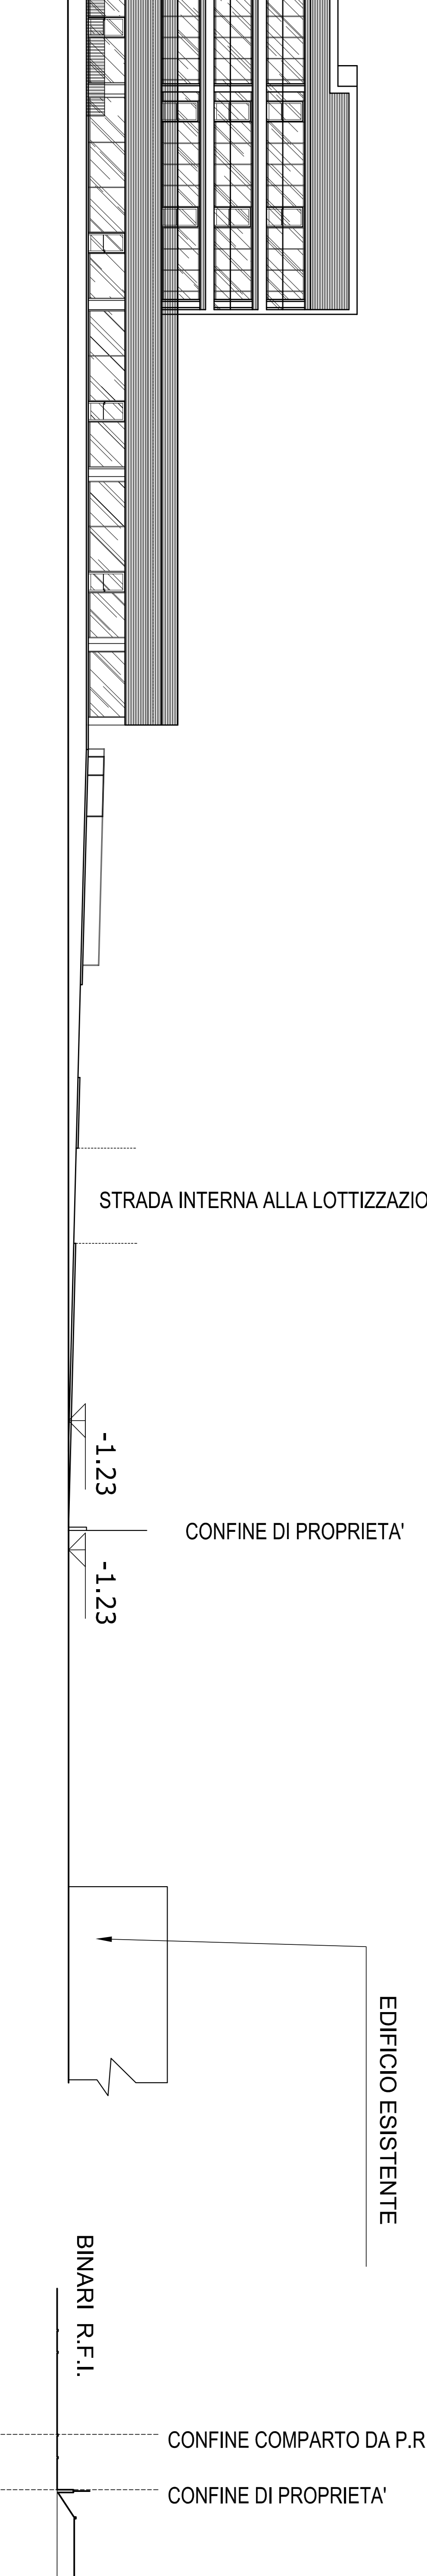 STRADA INTERNA ALLA LOTTIZZAZIO
-1.23
CONFINE DI PROPRIETA'
-1.23
EDIFICIO ESISTENTE
BINARI R.F.I.
CONFINE COMPARTO DA P.R
CONFINE DI PROPRIETA'